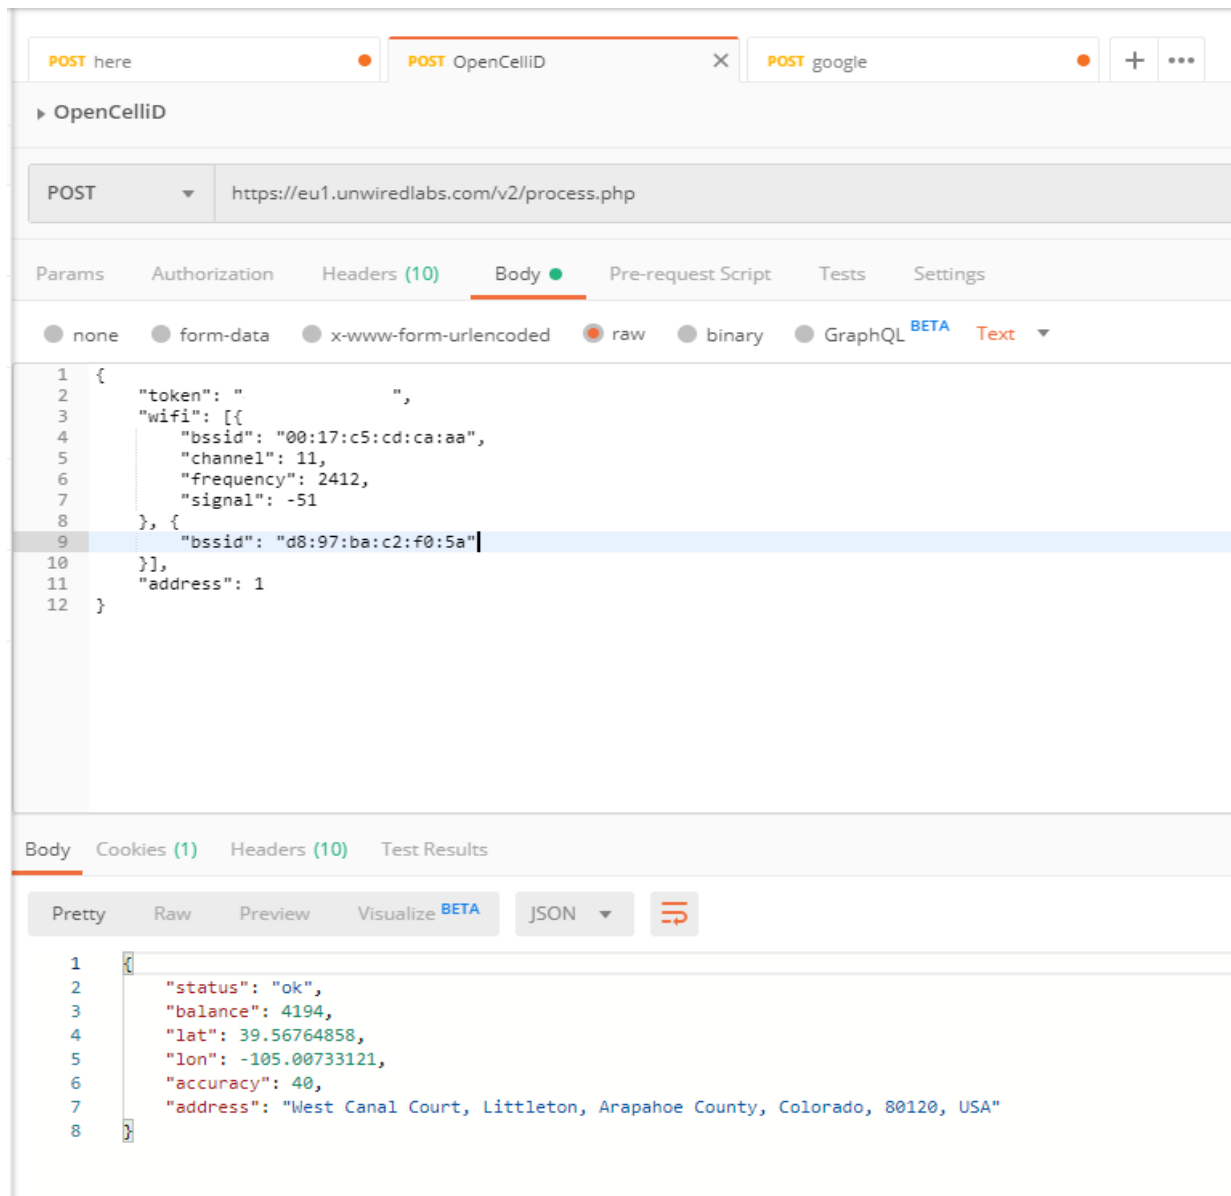 POST here POST OpenCelliD POST google
OpenCelliD
POST https://eu1.unwiredlabs.com/v2/process.php
Params Authorization Headers (10) Body Pre-request Script Tests Settings
none form-data x-www-form-urlencoded raw binary GraphQL BETA Text
1 {
2 "token": " ",
3 "wifi": [{
4 "bssid": "00:17:c5:cd:ca:aa",
5 "channel": 11,
6 "frequency": 2412,
7 "signal": -51
8 }, {
9 "bssid": "d8:97:ba:c2:f0:5a"
10 }],
11 "address": 1
12 }
Body Cookies (1) Headers (10) Test Results
Pretty Raw Preview Visualize BETA JSON
1 {
2 "status": "ok",
3 "balance": 4194,
4 "lat": 39.56764858,
5 "lon": -105.00733121,
6 "accuracy": 40,
7 "address": "West Canal Court, Littleton, Arapahoe County, Colorado, 80120, USA"
8 }